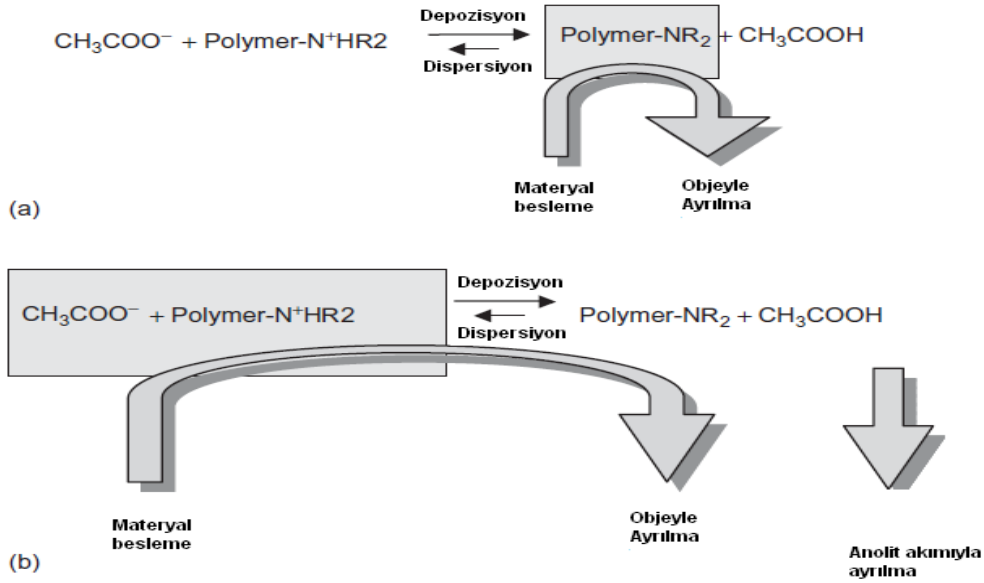 Depozisyon
CH₃COO⁻ + Polymer-N⁺HR2
Polymer-NR₂ + CH₃COOH
Dispersiyon
Materyal
besleme
Objeyle
Ayrılma
(a)
Depozisyon
CH₃COO⁻ + Polymer-N⁺HR2
Polymer-NR₂ + CH₃COOH
Dispersiyon
Materyal
besleme
Objeyle
Ayrılma
Anolit akımıyla
ayrılma
(b)